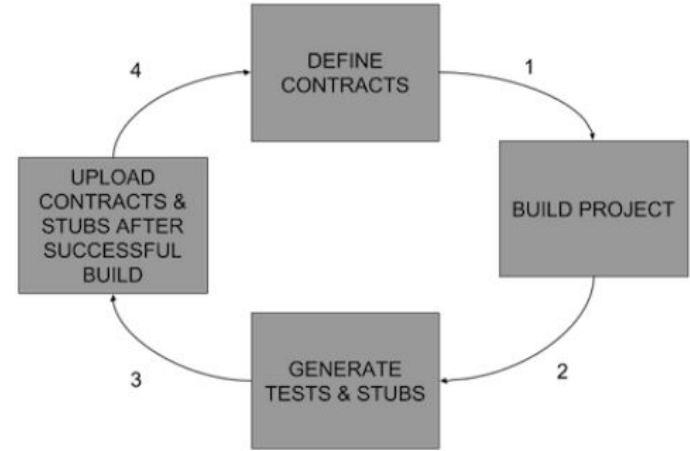 DEFINE
CONTRACTS
1
BUILD PROJECT
2
GENERATE
TESTS & STUBS
3
UPLOAD
CONTRACTS &
STUBS AFTER
SUCCESSFUL
BUILD
4